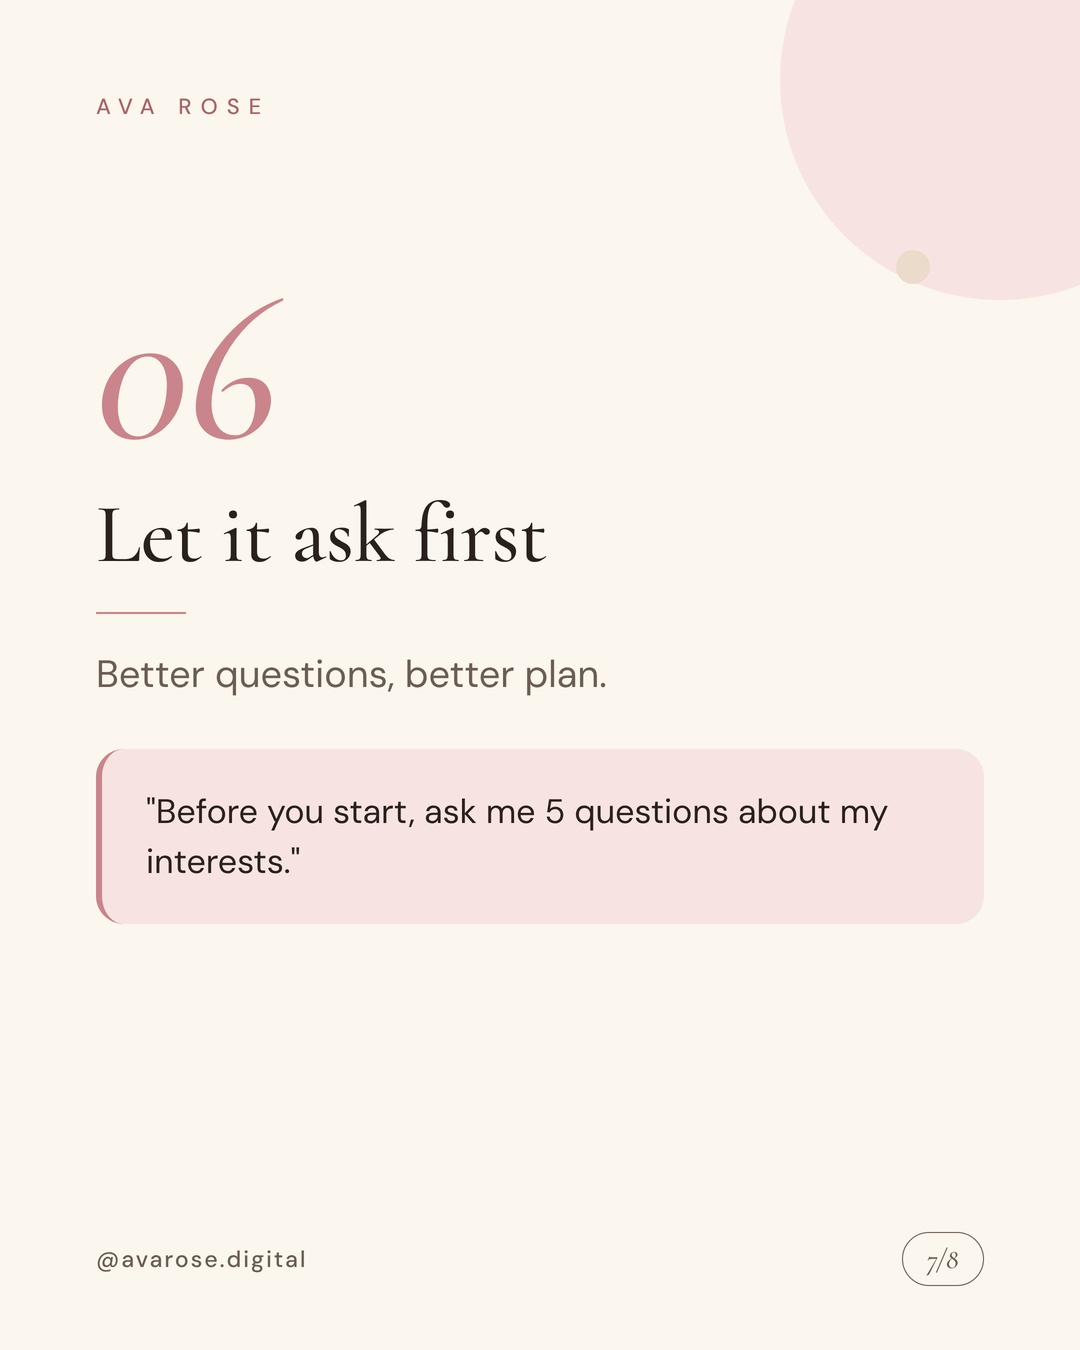 AVA ROSE
06
Let it ask first
Better questions, better plan.
"Before you start, ask me 5 questions about my
interests."
@avarose.digital
7/8